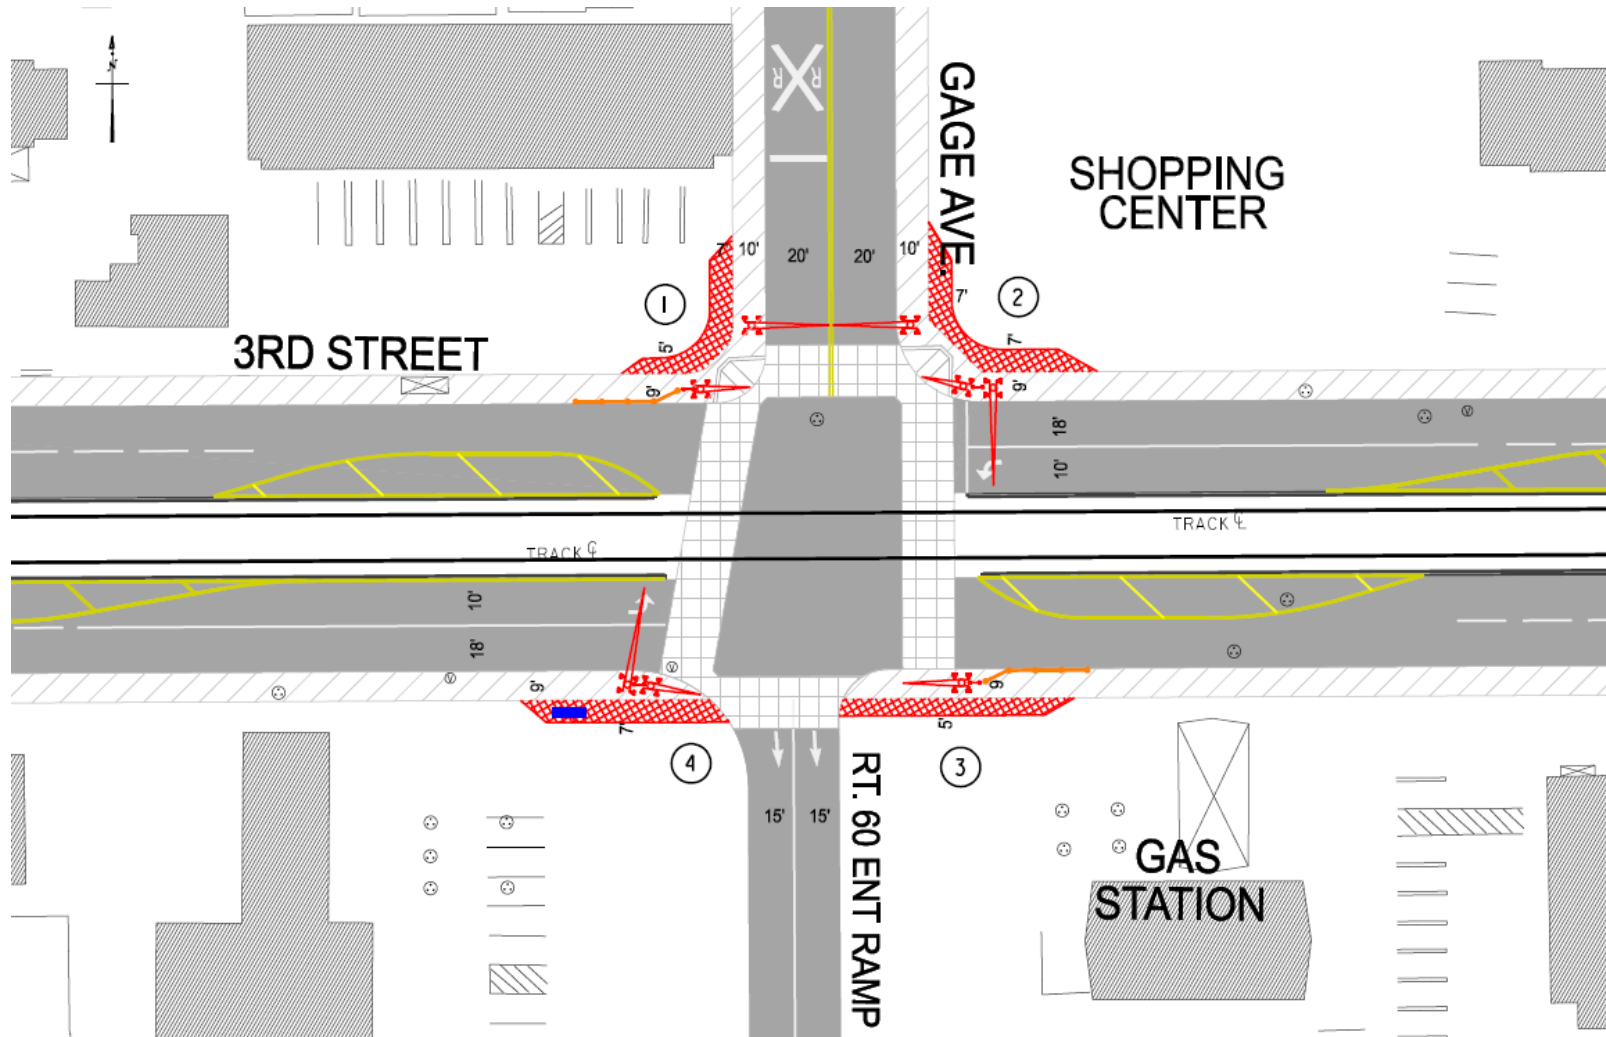 N
R
R
GAGE AVE.
SHOPPING
CENTER
7'
10'
20'
20'
10'
1
2
7'
3RD STREET
5'
7'
9'
9'
18'
10'
TRACK ℄
TRACK ℄
10'
18'
9'
9'
7'
5'
4
3
15'
15'
RT. 60 ENT RAMP
GAS
STATION